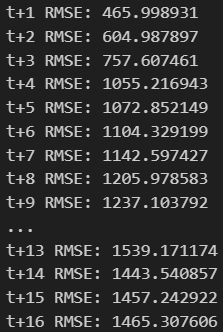 t+1 RMSE: 465.998931
t+2 RMSE: 604.987897
t+3 RMSE: 757.607461
t+4 RMSE: 1055.216943
t+5 RMSE: 1072.852149
t+6 RMSE: 1104.329199
t+7 RMSE: 1142.597427
t+8 RMSE: 1205.978583
t+9 RMSE: 1237.103792
...
t+13 RMSE: 1539.171174
t+14 RMSE: 1443.540857
t+15 RMSE: 1457.242922
t+16 RMSE: 1465.307606